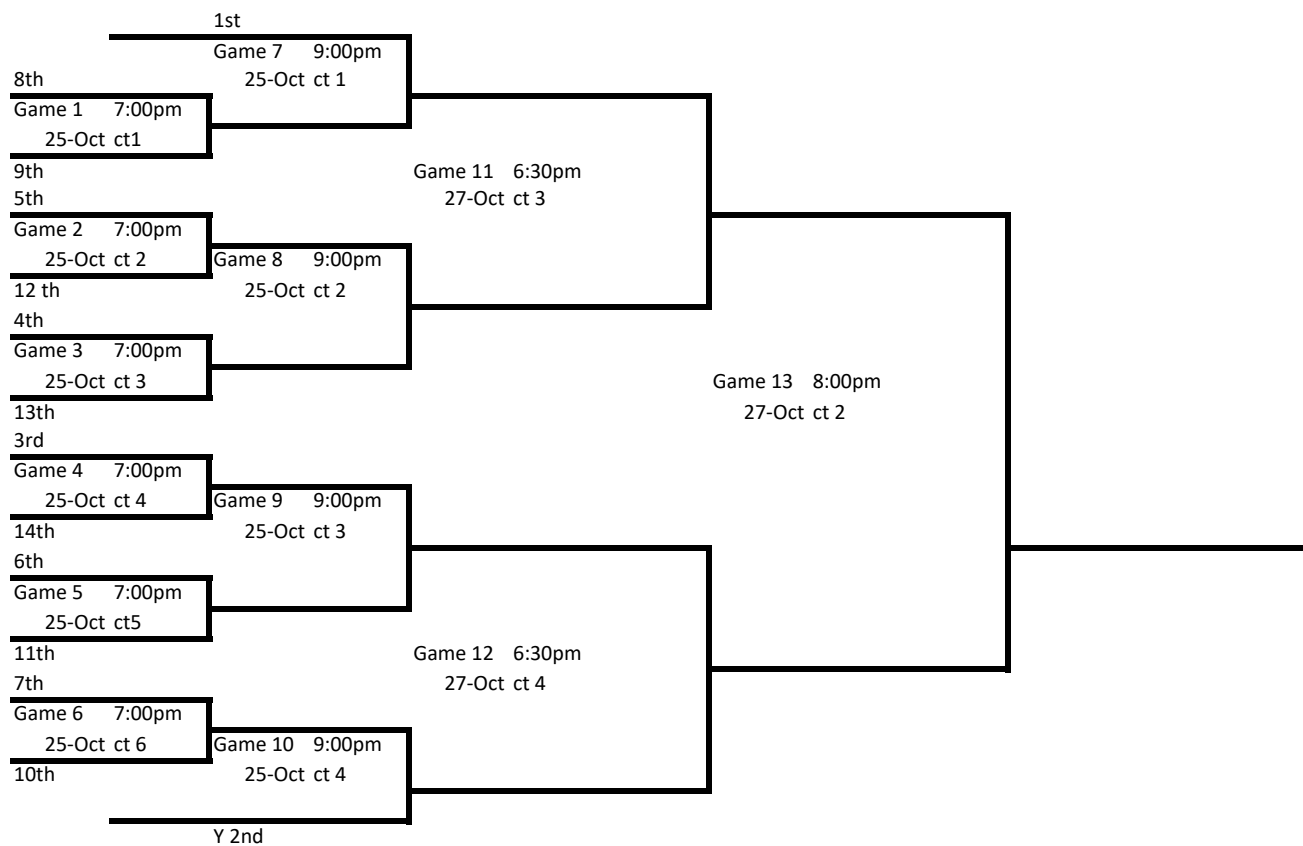 1st
Game 7 9:00pm
25-Oct ct 1
8th
Game 1 7:00pm
25-Oct ct1
9th
Game 11 6:30pm
27-Oct ct 3
5th
Game 2 7:00pm
25-Oct ct 2
Game 8 9:00pm
25-Oct ct 2
12 th
4th
Game 3 7:00pm
25-Oct ct 3
13th
Game 13 8:00pm
27-Oct ct 2
3rd
Game 4 7:00pm
25-Oct ct 4
Game 9 9:00pm
25-Oct ct 3
14th
6th
Game 5 7:00pm
25-Oct ct5
11th
Game 12 6:30pm
27-Oct ct 4
7th
Game 6 7:00pm
25-Oct ct 6
Game 10 9:00pm
25-Oct ct 4
10th
Y 2nd